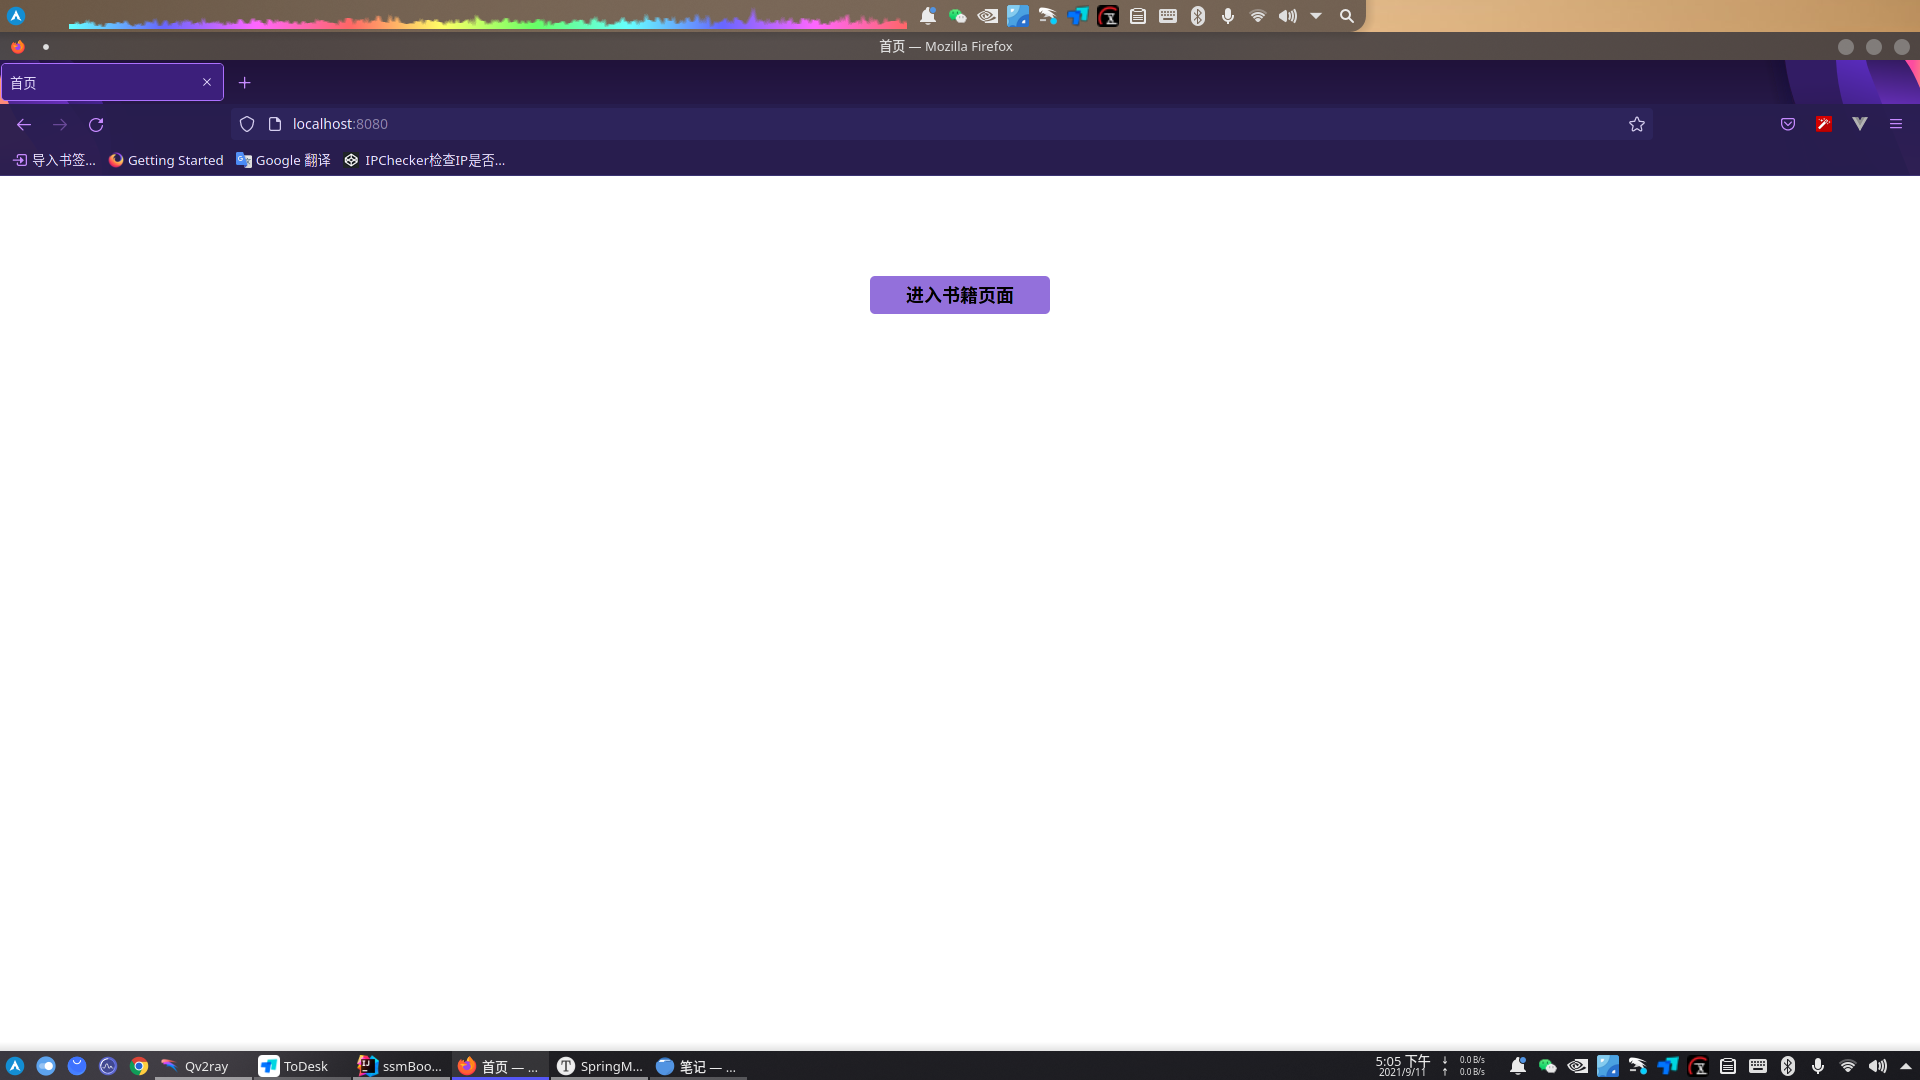 首页 — Mozilla Firefox
首页
localhost:8080
导入书签...
Getting Started
Google 翻译
IPChecker检查IP是否...
进入书籍页面
Qv2ray
ToDesk
ssmBoo...
首页 — ...
SpringM...
笔记 — ...
5:05 下午
2021/9/11
↓ 0.0 B/s
↑ 0.0 B/s